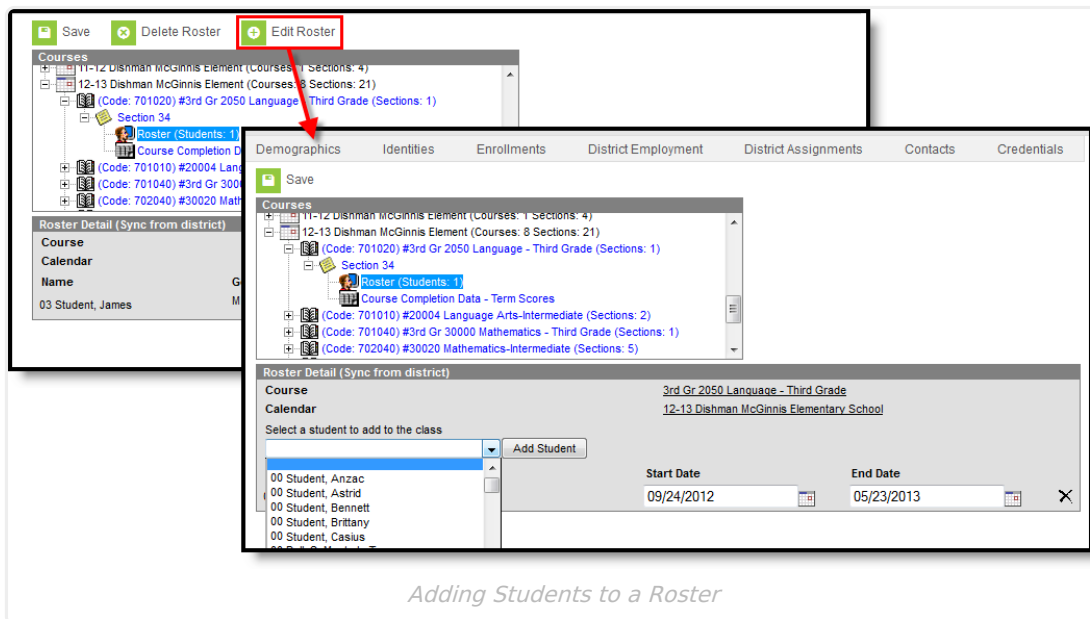 Save Delete Roster Edit Roster
Courses
11-12 Dishman McGinnis Element (Courses: 1 Sections: 4)
12-13 Dishman McGinnis Element (Courses: 8 Sections: 21)
(Code: 701020) #3rd Gr 2050 Language - Third Grade (Sections: 1)
Section 34
Roster (Students: 1)
Course Completion D
(Code: 701010) #20004 Lang
(Code: 701040) #3rd Gr 3000
(Code: 702040) #30020 Math
Roster Detail (Sync from district)
Course
Calendar
Name G
03 Student, James M
Demographics Identities Enrollments District Employment District Assignments Contacts Credentials
Save
Courses
11-12 Dishman McGinnis Element (Courses: 1 Sections: 4)
12-13 Dishman McGinnis Element (Courses: 8 Sections: 21)
(Code: 701020) #3rd Gr 2050 Language - Third Grade (Sections: 1)
Section 34
Roster (Students: 1)
Course Completion Data - Term Scores
(Code: 701010) #20004 Language Arts-Intermediate (Sections: 2)
(Code: 701040) #3rd Gr 30000 Mathematics - Third Grade (Sections: 1)
(Code: 702040) #30020 Mathematics-Intermediate (Sections: 5)
Roster Detail (Sync from district)
Course 3rd Gr 2050 Language - Third Grade
Calendar 12-13 Dishman McGinnis Elementary School
Select a student to add to the class
Add Student
Start Date End Date
09/24/2012 05/23/2013
00 Student, Anzac
00 Student, Astrid
00 Student, Bennett
00 Student, Brittany
00 Student, Casius
Adding Students to a Roster